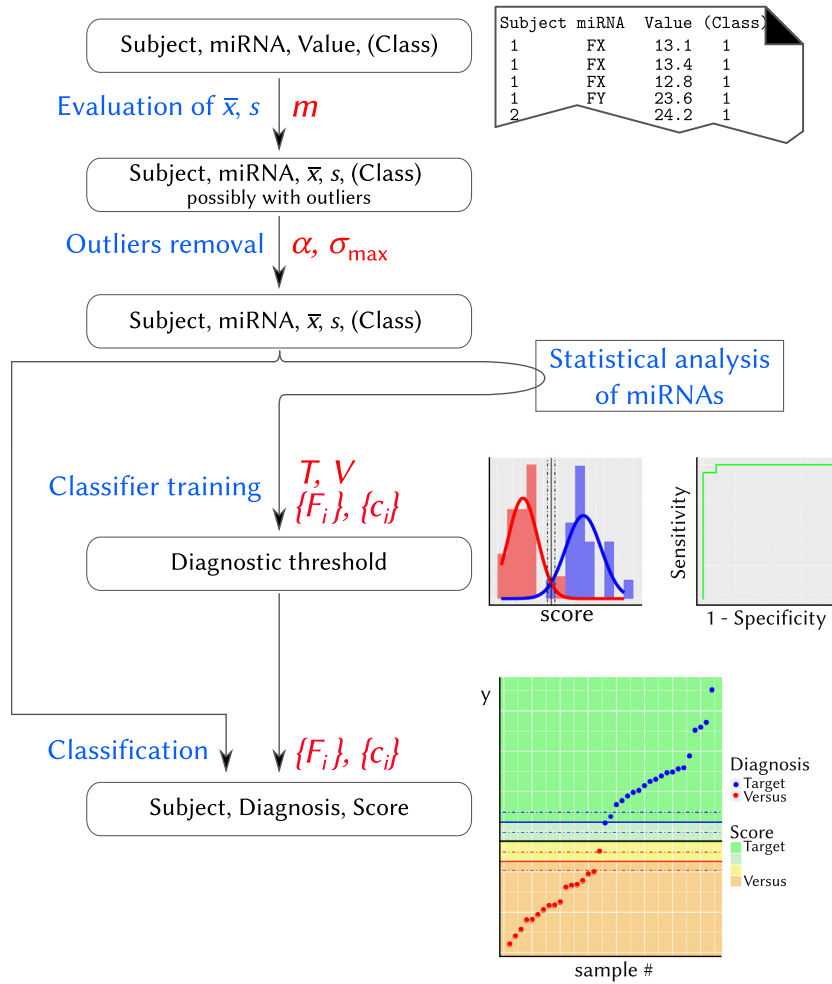 Subject, miRNA, Value, (Class)
Subject miRNA Value (Class)
1 FX 13.1 1
1 FX 13.4 1
1 FX 12.8 1
1 FY 23.6 1
2 24.2 1
Evaluation of x̅, s m
Subject, miRNA, x̅, s, (Class)
possibly with outliers
Outliers removal α, σmax
Subject, miRNA, x̅, s, (Class)
Statistical analysis
of miRNAs
Classifier training
T, V
{Fi}, {ci}
Diagnostic threshold
score
Sensitivity
1 - Specificity
y
Classification {Fi}, {ci}
Subject, Diagnosis, Score
Diagnosis
Target
Versus
Score
Target
Versus
sample #